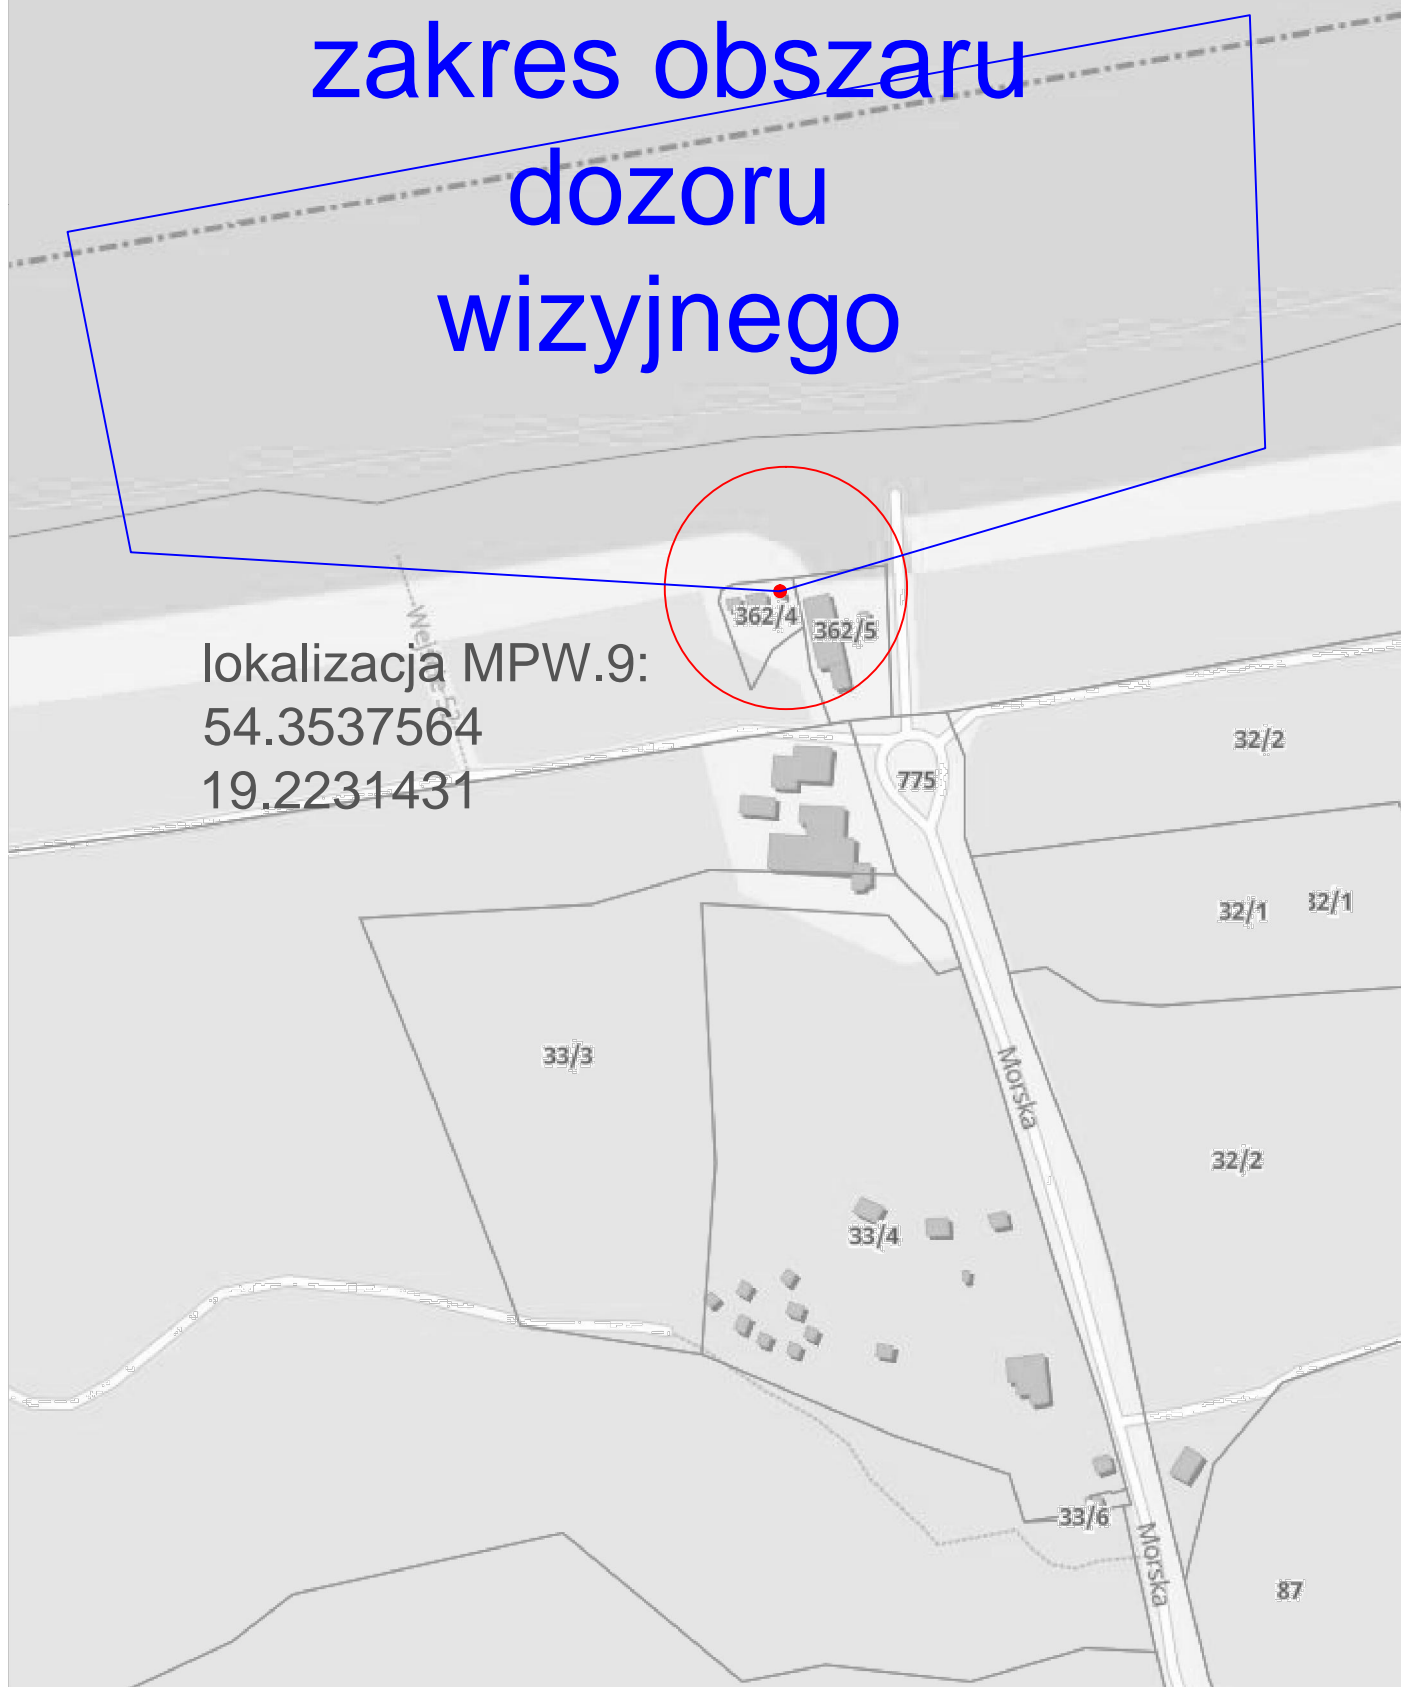 zakres obszaru
dozoru
wizyjnego
362/4
362/5
lokalizacja MPW.9:
54.3537564
19.2231431
32/2
775
32/1
32/1
33/3
Morska
32/2
33/4
33/6
Morska
87